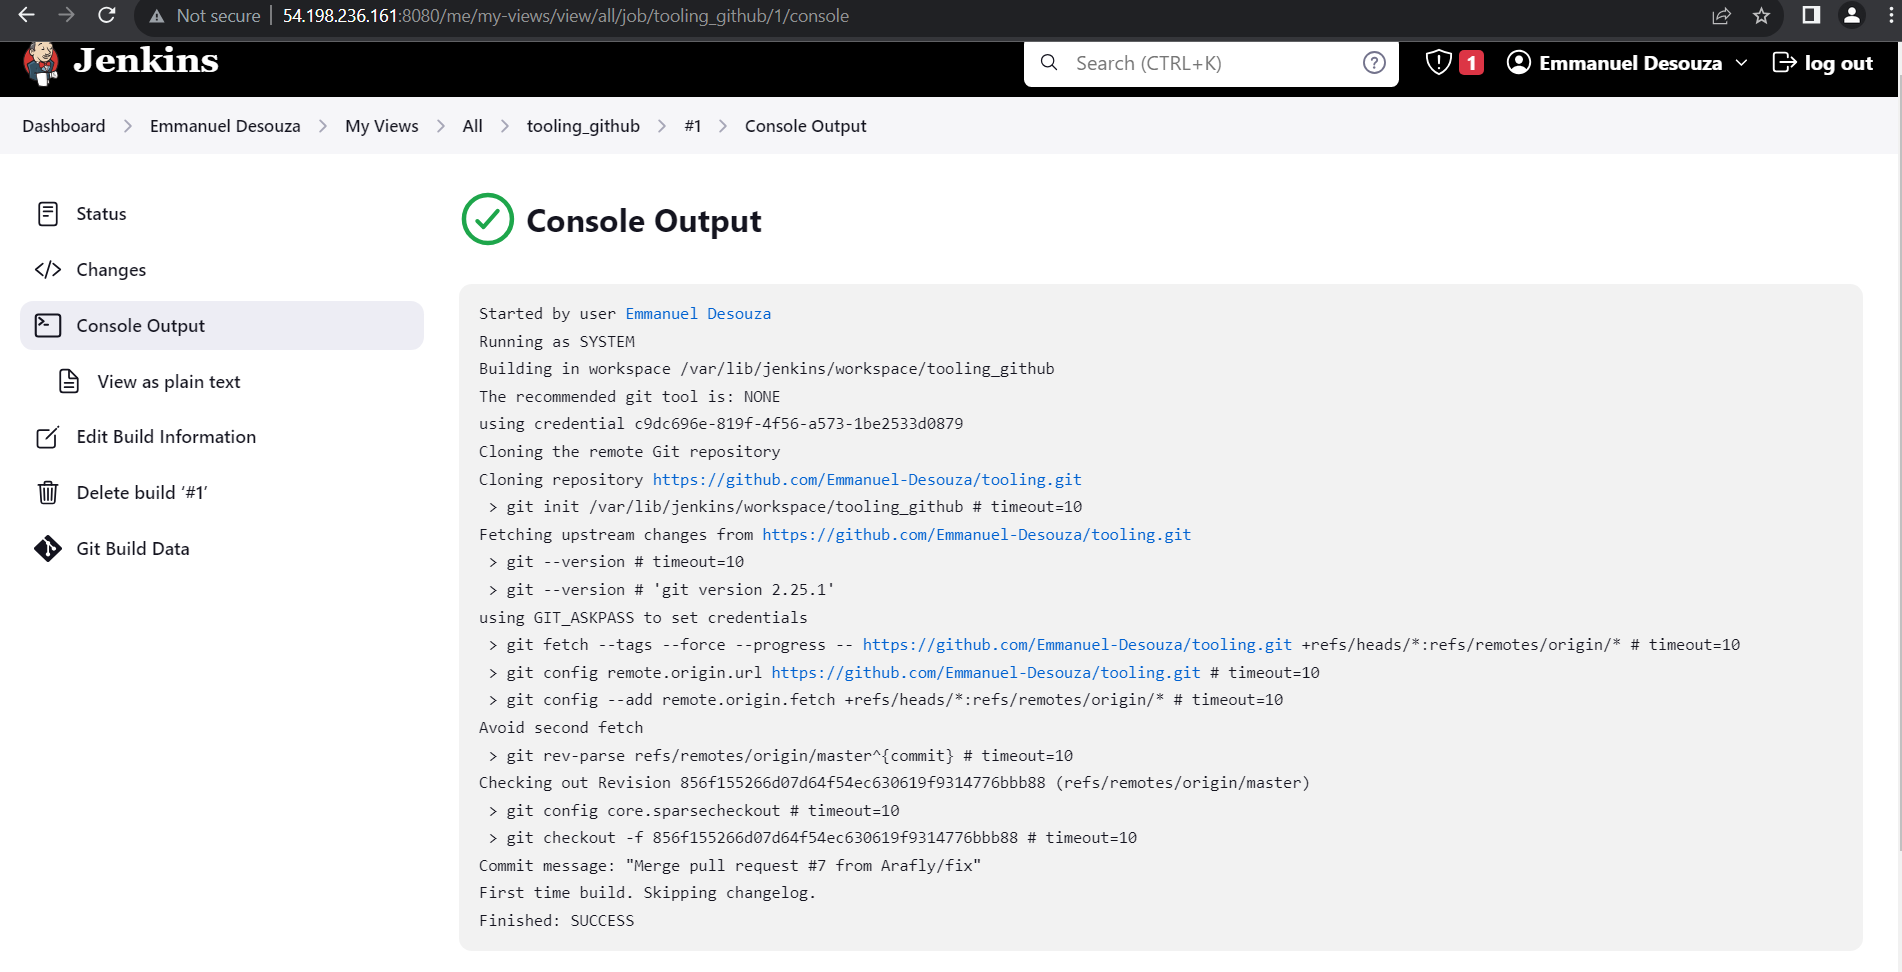 Not secure | 54.198.236.161:8080/me/my-views/view/all/job/tooling_github/1/console
Jenkins
Search (CTRL+K)
?
1
Emmanuel Desouza
log out
Dashboard > Emmanuel Desouza > My Views > All > tooling_github > #1 > Console Output
Status
Changes
Console Output
View as plain text
Edit Build Information
Delete build ‘#1’
Git Build Data
Console Output
Started by user Emmanuel Desouza
Running as SYSTEM
Building in workspace /var/lib/jenkins/workspace/tooling_github
The recommended git tool is: NONE
using credential c9dc696e-819f-4f56-a573-1be2533d0879
Cloning the remote Git repository
Cloning repository https://github.com/Emmanuel-Desouza/tooling.git
 > git init /var/lib/jenkins/workspace/tooling_github # timeout=10
Fetching upstream changes from https://github.com/Emmanuel-Desouza/tooling.git
 > git --version # timeout=10
 > git --version # 'git version 2.25.1'
using GIT_ASKPASS to set credentials
 > git fetch --tags --force --progress -- https://github.com/Emmanuel-Desouza/tooling.git +refs/heads/*:refs/remotes/origin/* # timeout=10
 > git config remote.origin.url https://github.com/Emmanuel-Desouza/tooling.git # timeout=10
 > git config --add remote.origin.fetch +refs/heads/*:refs/remotes/origin/* # timeout=10
Avoid second fetch
 > git rev-parse refs/remotes/origin/master^{commit} # timeout=10
Checking out Revision 856f155266d07d64f54ec630619f9314776bbb88 (refs/remotes/origin/master)
 > git config core.sparsecheckout # timeout=10
 > git checkout -f 856f155266d07d64f54ec630619f9314776bbb88 # timeout=10
Commit message: "Merge pull request #7 from Arafly/fix"
First time build. Skipping changelog.
Finished: SUCCESS